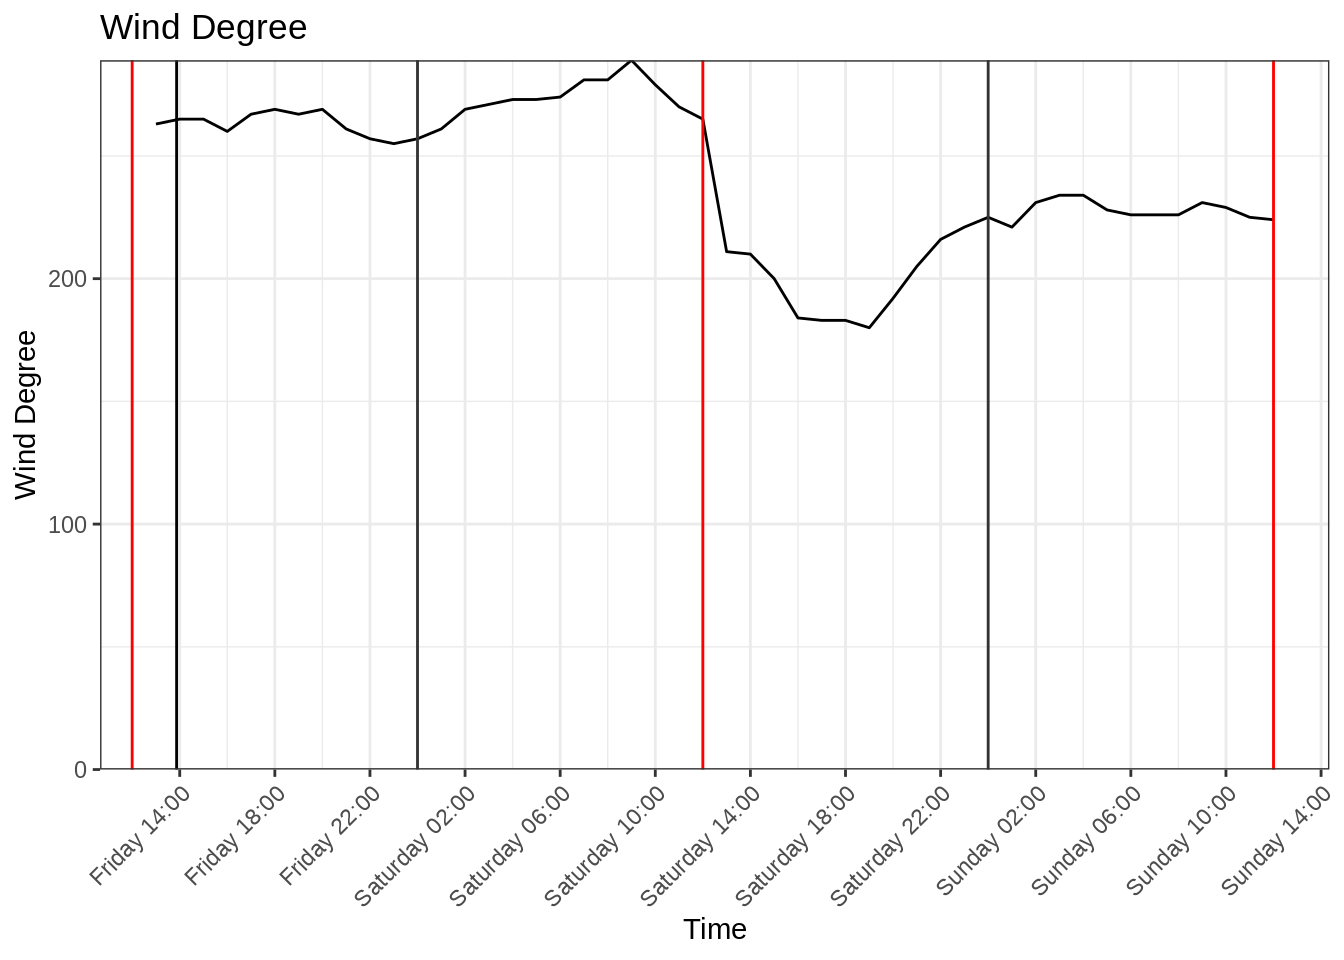 Wind Degree
Wind Degree
200
100
0
Friday 14:00
Friday 18:00
Friday 22:00
Saturday 02:00
Saturday 06:00
Saturday 10:00
Saturday 14:00
Saturday 18:00
Saturday 22:00
Sunday 02:00
Sunday 06:00
Sunday 10:00
Sunday 14:00
Time